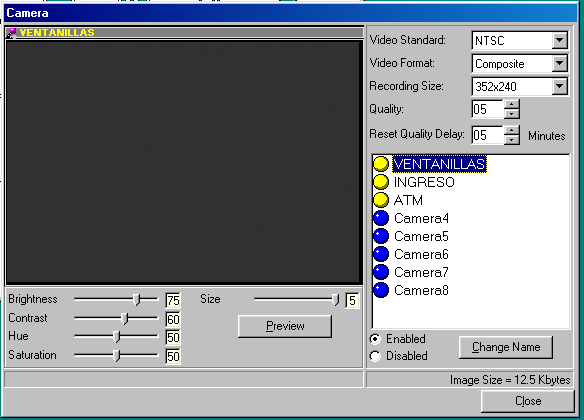 Camera
VENTANILLAS
Video Standard: NTSC
Video Format: Composite
Recording Size: 352x240
Quality: 05
Reset Quality Delay: 05 Minutes
VENTANILLAS
INGRESO
ATM
Camera4
Camera5
Camera6
Camera7
Camera8
Brightness 75 Size 5
Contrast 60
Preview
Hue 50
Saturation 50
Enabled
Disabled
Change Name
Image Size = 12.5 Kbytes
Close